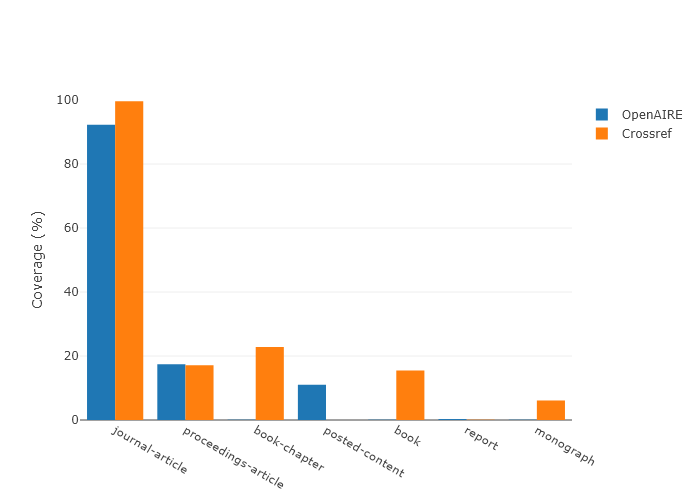 100
80
60
40
20
0
Coverage (%)
journal-article
proceedings-article
book-chapter
posted-content
book
report
monograph
OpenAIRE
Crossref